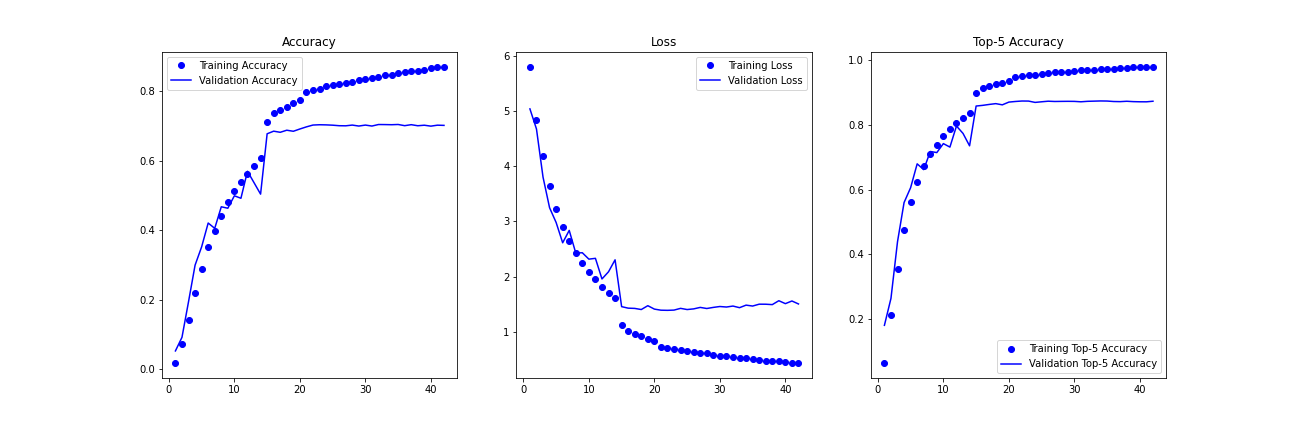 Accuracy
Training Accuracy
Validation Accuracy
0.8
0.6
0.4
0.2
0.0
0 10 20 30 40
Loss
Training Loss
Validation Loss
6
5
4
3
2
1
0 10 20 30 40
Top-5 Accuracy
1.0
0.8
0.6
0.4
0.2
Training Top-5 Accuracy
Validation Top-5 Accuracy
0 10 20 30 40